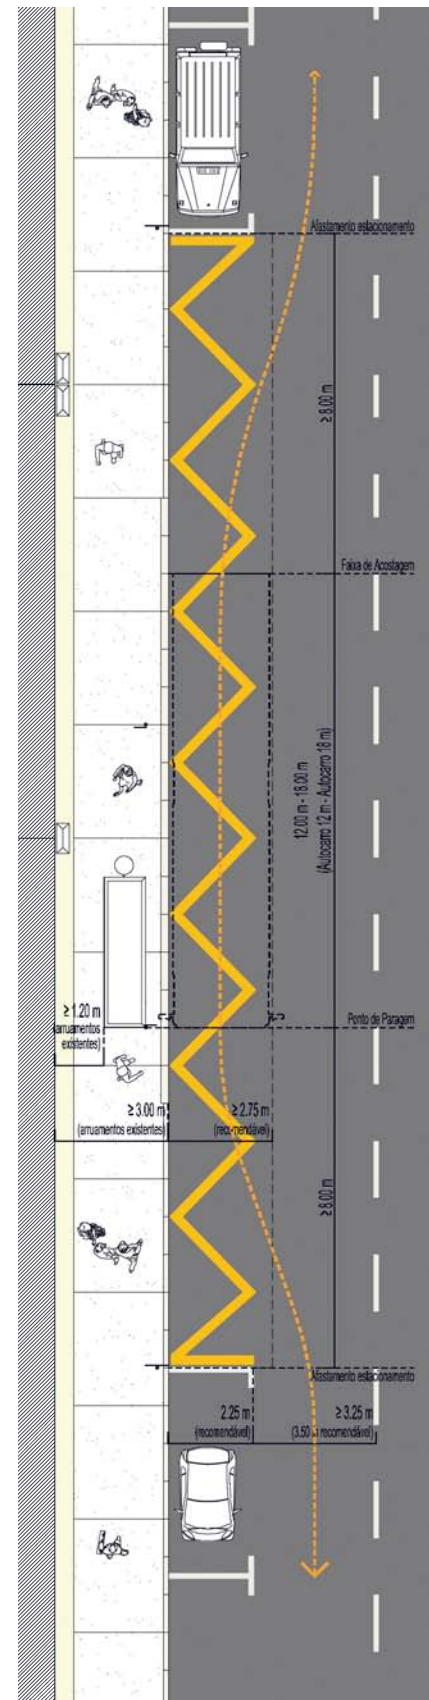 Afastamento estacionamento
≥8.00 m
Faixa de Acostagem
12.00 m - 18.00 m
(Autocarro 12 m - Autocarro 18 m)
≥ 1.20 m
(arruamentos
existentes)
Ponto de Paragem
≥ 3.00 m
(arruamentos existentes)
≥ 2.75 m
(recomendável)
≥8.00 m
Afastamento estacionamento
2.25 m
(recomendável)
≥ 3.25 m
(3.50 m recomendável)